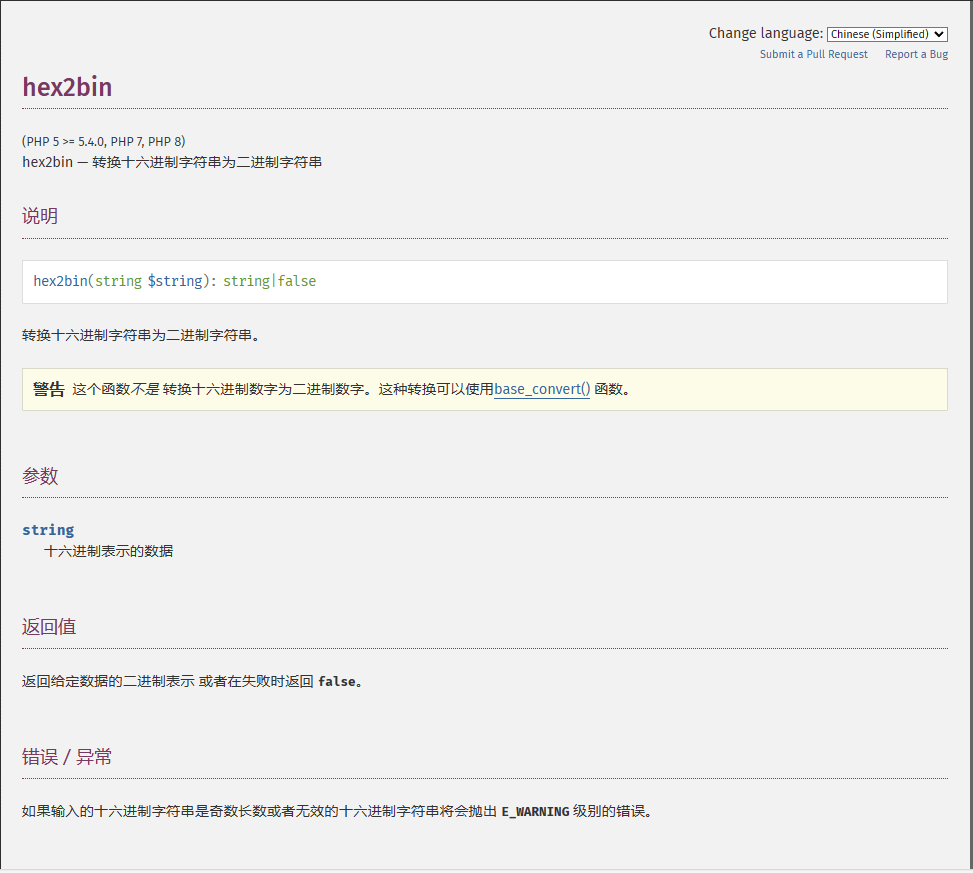 Change language: Chinese (Simplified)
Submit a Pull Request Report a Bug
hex2bin
(PHP 5 >= 5.4.0, PHP 7, PHP 8)
hex2bin — 转换十六进制字符串为二进制字符串
说明
hex2bin(string $string): string|false
转换十六进制字符串为二进制字符串。
警告 这个函数不是 转换十六进制数字为二进制数字。这种转换可以使用base_convert() 函数。
参数
string
十六进制表示的数据
返回值
返回给定数据的二进制表示 或者在失败时返回 false。
错误 / 异常
如果输入的十六进制字符串是奇数长数或者无效的十六进制字符串将会抛出 E_WARNING 级别的错误。